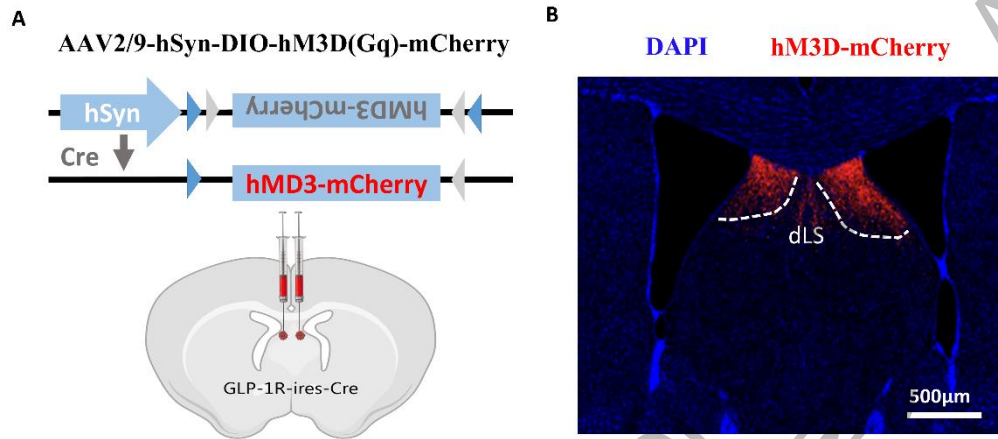 A
AAV2/9-hSyn-DIO-hM3D(Gq)-mCherry
hSyn
hMD3-mCherry
Cre
hMD3-mCherry
GLP-1R-ires-Cre
B
DAPI hM3D-mCherry
dLS
500μm